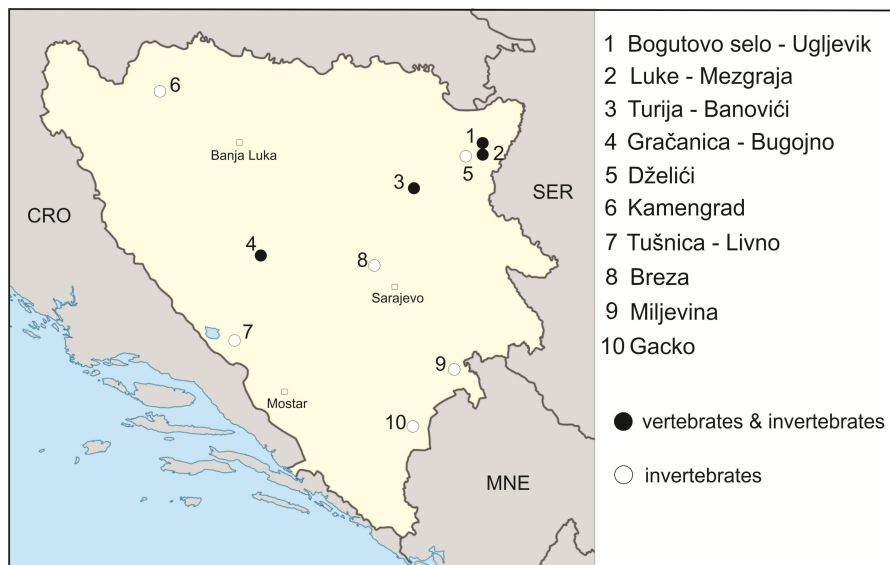 6
Banja Luka
1
2
5
3
SER
CRO
4
8
Sarajevo
7
9
Mostar
10
MNE
1 Bogutovo selo - Ugljevik
2 Luke - Mezgraja
3 Turija - Banovići
4 Gračanica - Bugojno
5 Dželići
6 Kamengrad
7 Tušnica - Livno
8 Breza
9 Miljevina
10 Gacko
vertebrates & invertebrates
invertebrates